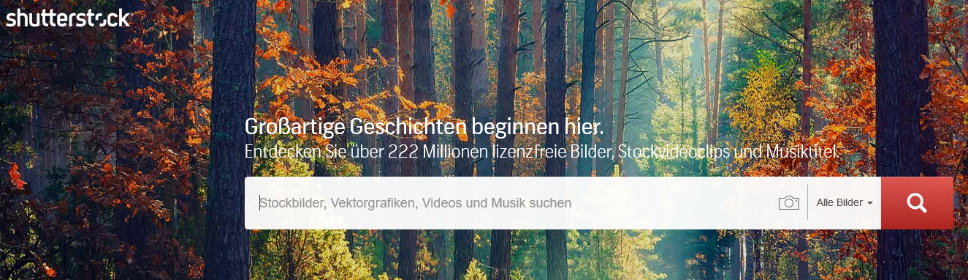 shutterstock
Großartige Geschichten beginnen hier.
Entdecken Sie über 222 Millionen lizenzfreie Bilder, Stockvideoclips und Musiktitel.
Stockbilder, Vektorgrafiken, Videos und Musik suchen
Alle Bilder